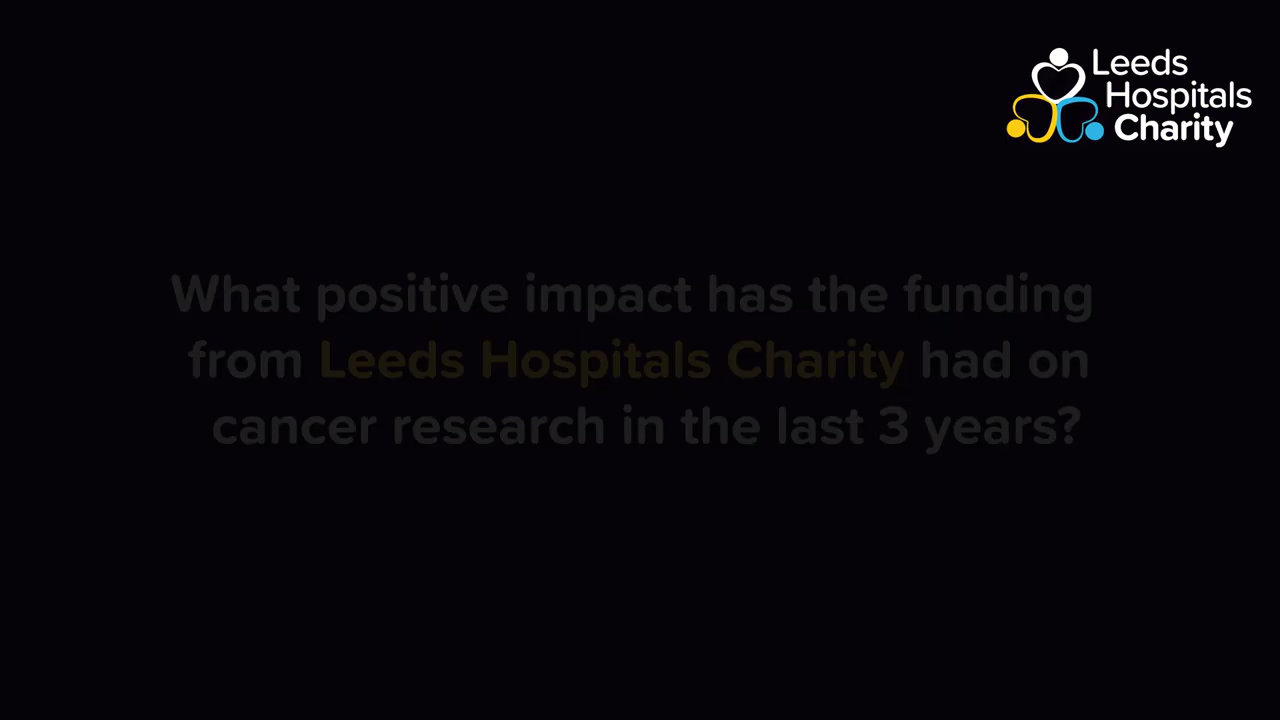 Leeds
Hospitals
Charity
What positive impact has the funding
from Leeds Hospitals Charity had on
cancer research in the last 3 years?